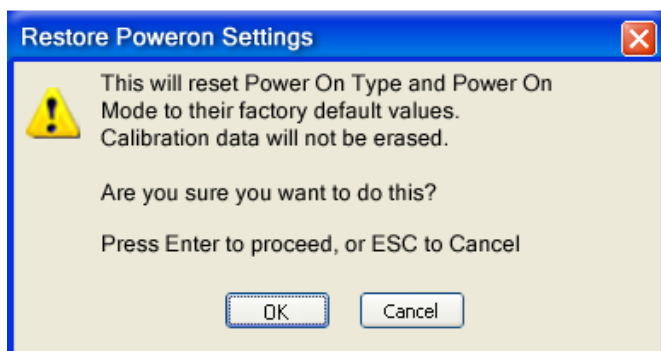 Restore Poweron Settings
This will reset Power On Type and Power On
Mode to their factory default values.
Calibration data will not be erased.
Are you sure you want to do this?
Press Enter to proceed, or ESC to Cancel
OK
Cancel